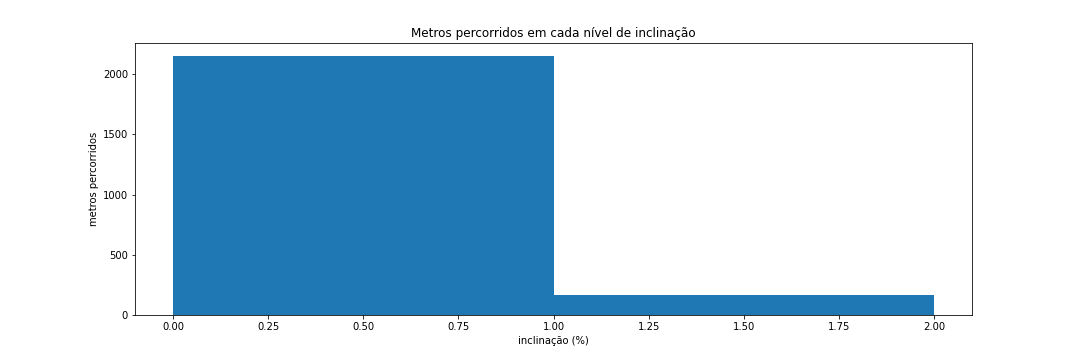 Metros percorridos em cada nível de inclinação
metros percorridos
2000
1500
1000
500
0
0.00 0.25 0.50 0.75 1.00 1.25 1.50 1.75 2.00
inclinação (%)